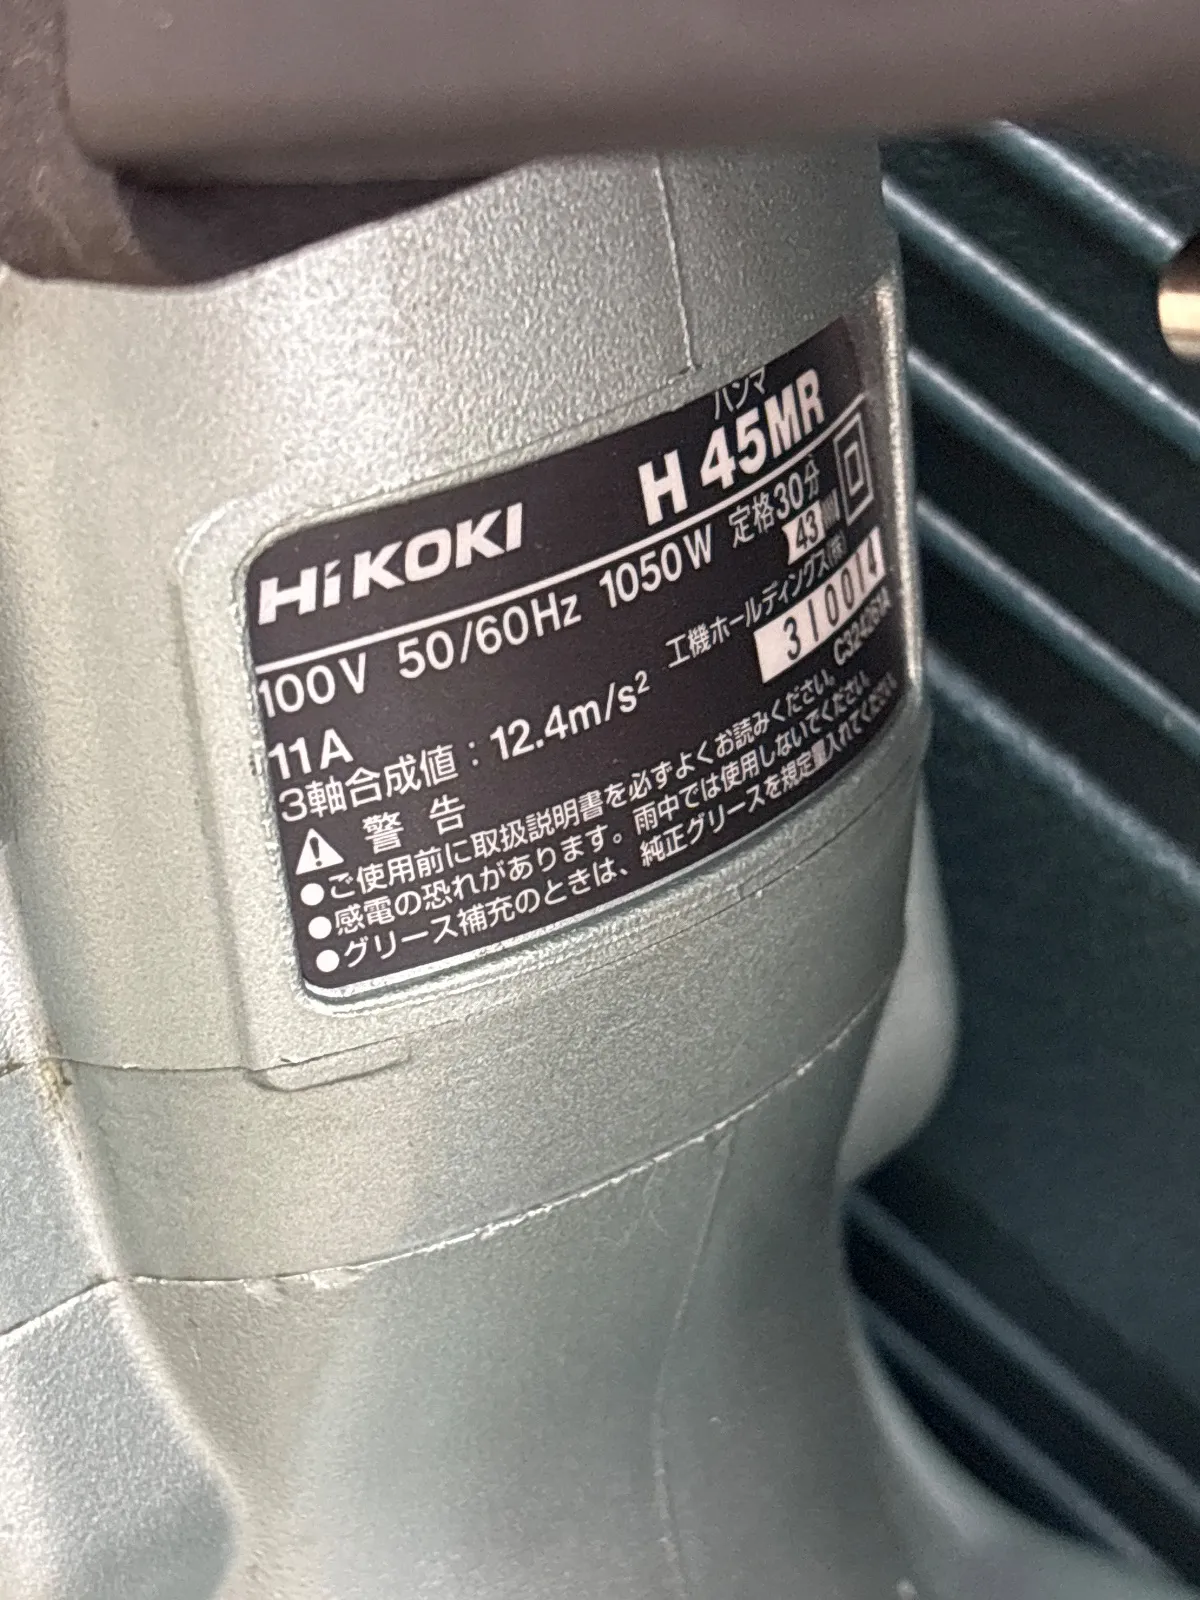 ハンマ
HiKOKI H 45MR
100V 50/60Hz 1050W 定格30分
11A 43
3軸合成値：12.4m/s² 工機ホールディングス(株)
警告 310014
●ご使用前に取扱説明書を必ずよくお読みください。 C324261A
●感電の恐れがあります。雨中では使用しないでください。
●グリース補充のときは、純正グリースを規定量入れてください。